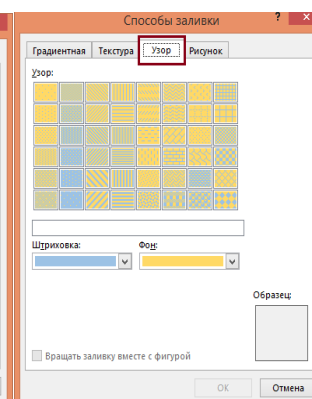 Способы заливки ? ×
Градиентная Текстура Узор Рисунок
Узор:
Штриховка: Фон:
Образец:
Вращать заливку вместе с фигурой
ОК Отмена